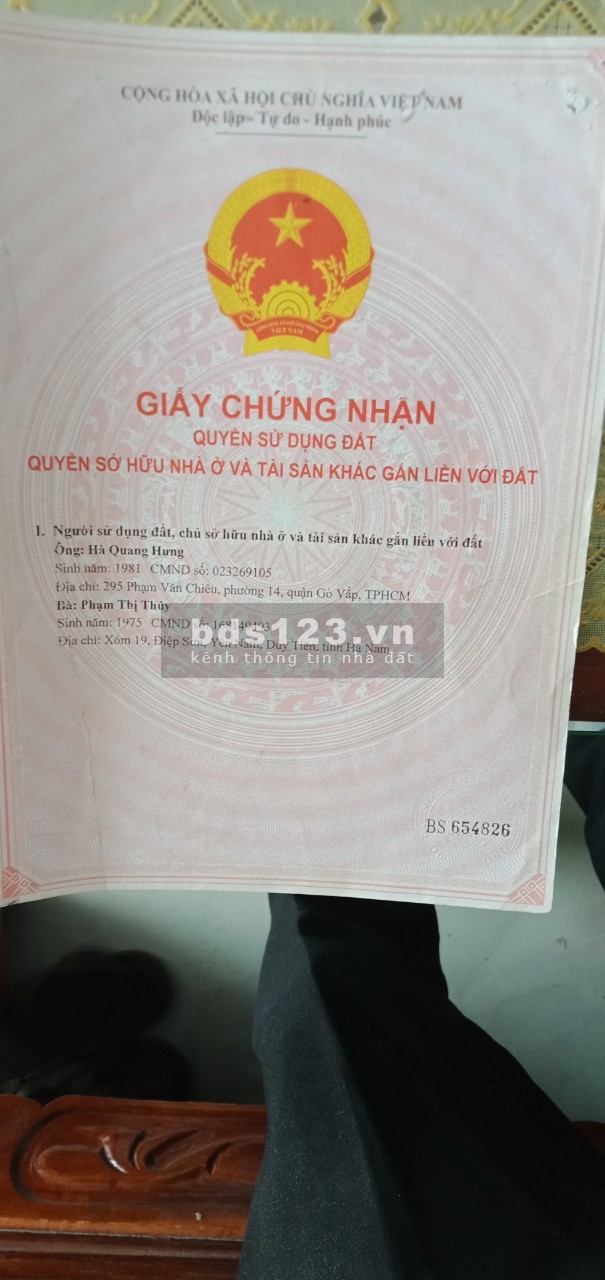 CỘNG HÒA XÃ HỘI CHỦ NGHĨA VIỆT NAM
Độc lập - Tự do - Hạnh phúc
VIỆT NAM
GIẤY CHỨNG NHẬN
QUYỀN SỬ DỤNG ĐẤT
QUYỀN SỞ HỮU NHÀ Ở VÀ TÀI SẢN KHÁC GẮN LIỀN VỚI ĐẤT
I. Người sử dụng đất, chủ sở hữu nhà ở và tài sản khác gắn liền với đất
Ông: Hà Quang Hưng
Sinh năm: 1981 CMND số: 023269105
Địa chỉ: 295 Phạm Văn Chiêu, phường 14, quận Gò Vấp, TPHCM
Bà: Phạm Thị Thủy
Sinh năm: 1975 CMND
bds123.vn
Địa chỉ: Xóm 19, Điệp Sơn, Yên Nam, Duy Tiên, tỉnh Hà Nam
kênh thông tin nhà đất
BS 654826